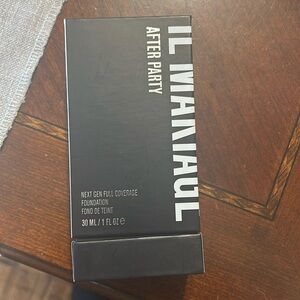 IL MAKIAGE
AFTER PARTY
NEXT GEN FULL COVERAGE
FOUNDATION
FOND DE TEINT
30 ML / 1 FL OZ ℮